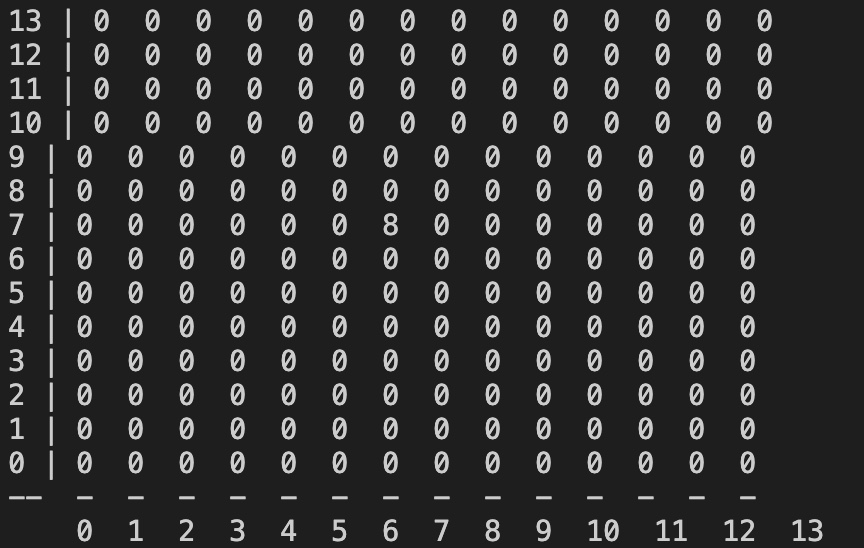 13 | 0  0  0  0  0  0  0  0  0  0  0  0  0  0
12 | 0  0  0  0  0  0  0  0  0  0  0  0  0  0
11 | 0  0  0  0  0  0  0  0  0  0  0  0  0  0
10 | 0  0  0  0  0  0  0  0  0  0  0  0  0  0
9 | 0  0  0  0  0  0  0  0  0  0  0  0  0  0
8 | 0  0  0  0  0  0  0  0  0  0  0  0  0  0
7 | 0  0  0  0  0  0  8  0  0  0  0  0  0  0
6 | 0  0  0  0  0  0  0  0  0  0  0  0  0  0
5 | 0  0  0  0  0  0  0  0  0  0  0  0  0  0
4 | 0  0  0  0  0  0  0  0  0  0  0  0  0  0
3 | 0  0  0  0  0  0  0  0  0  0  0  0  0  0
2 | 0  0  0  0  0  0  0  0  0  0  0  0  0  0
1 | 0  0  0  0  0  0  0  0  0  0  0  0  0  0
0 | 0  0  0  0  0  0  0  0  0  0  0  0  0  0
--  -  -  -  -  -  -  -  -  -  -  -  -  -  -
    0  1  2  3  4  5  6  7  8  9  10  11  12  13